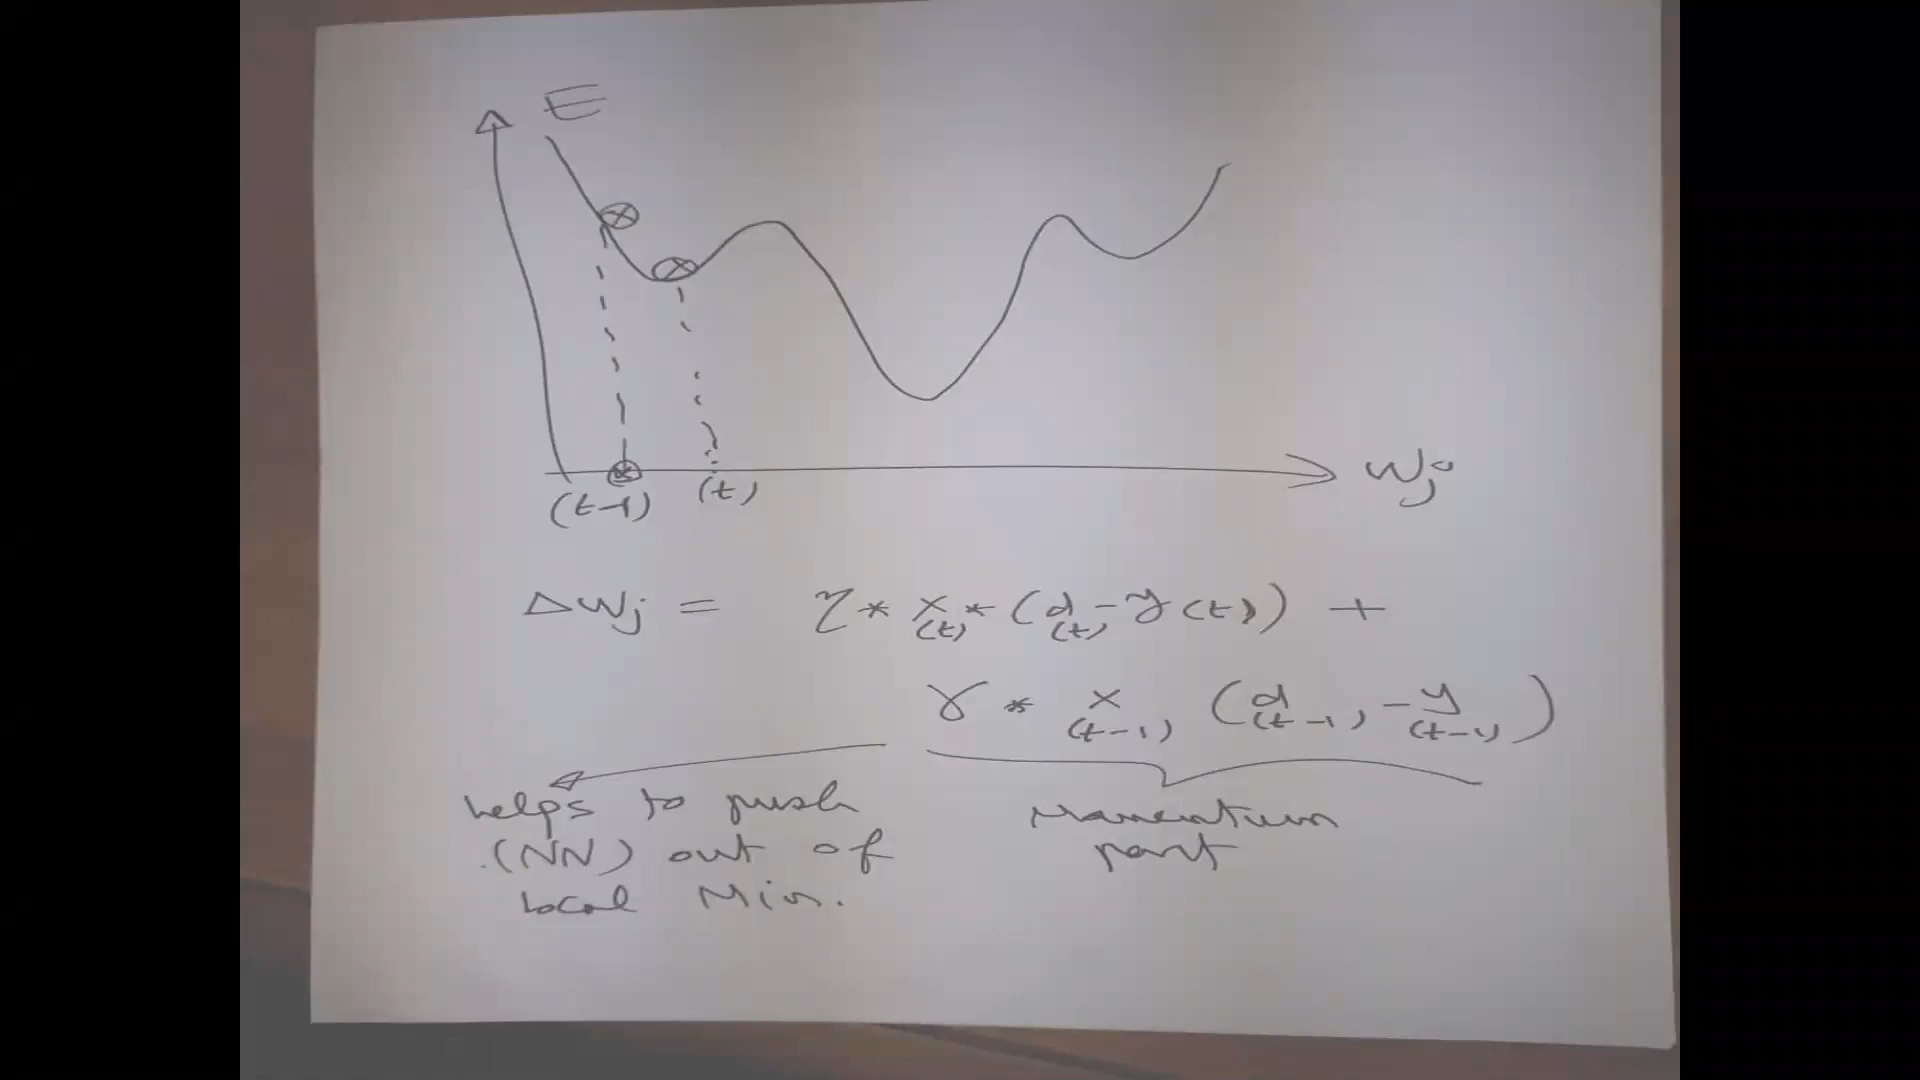 E
wj
(t-1) (t)
Δwj = η * x(t) * (d(t) - y(t)) +
γ * x(t-1) (d(t-1) - y(t-1))
helps to push
(NN) out of
local Min.
Momentum
part